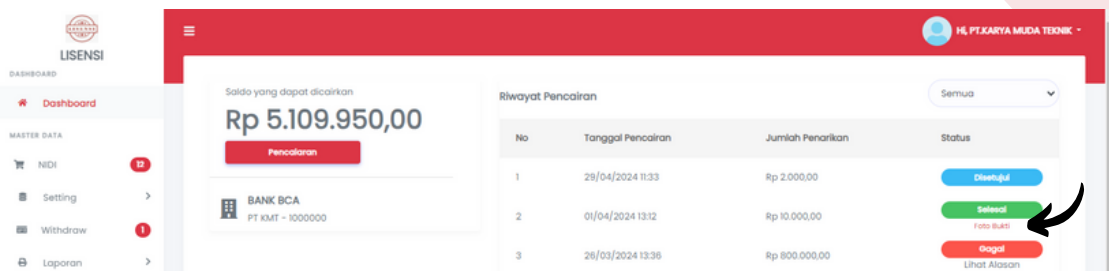 LISENSI
DASHBOARD
Dashboard
MASTER DATA
NIDI 12
Setting
Withdraw 1
Laporan
Hi, PT.KARYA MUDA TEKNIK
Saldo yang dapat dicairkan
Rp 5.109.950,00
Pencaiaran
BANK BCA
PT KMT - 1000000
Riwayat Pencairan
Semua
No Tanggal Pencairan Jumlah Penarikan Status
1 29/04/2024 11:33 Rp 2.000,00 Disetujui
2 01/04/2024 13:12 Rp 10.000,00 Selesai
Foto Bukti
3 26/03/2024 13:36 Rp 800.000,00 Gagal
Lihat Alasan